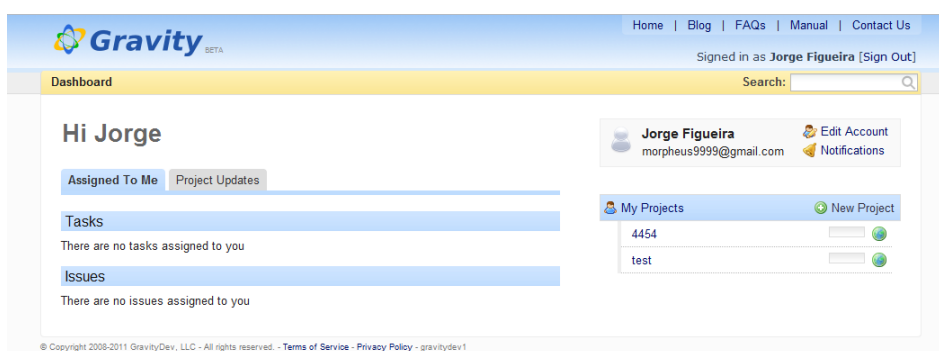 Home | Blog | FAQs | Manual | Contact Us
Gravity BETA
Signed in as Jorge Figueira [Sign Out]
Dashboard Search:
Hi Jorge
Jorge Figueira Edit Account
morpheus9999@gmail.com Notifications
Assigned To Me Project Updates
My Projects New Project
Tasks
4454
There are no tasks assigned to you
test
Issues
There are no issues assigned to you
© Copyright 2008-2011 GravityDev, LLC - All rights reserved. - Terms of Service - Privacy Policy - gravitydev1